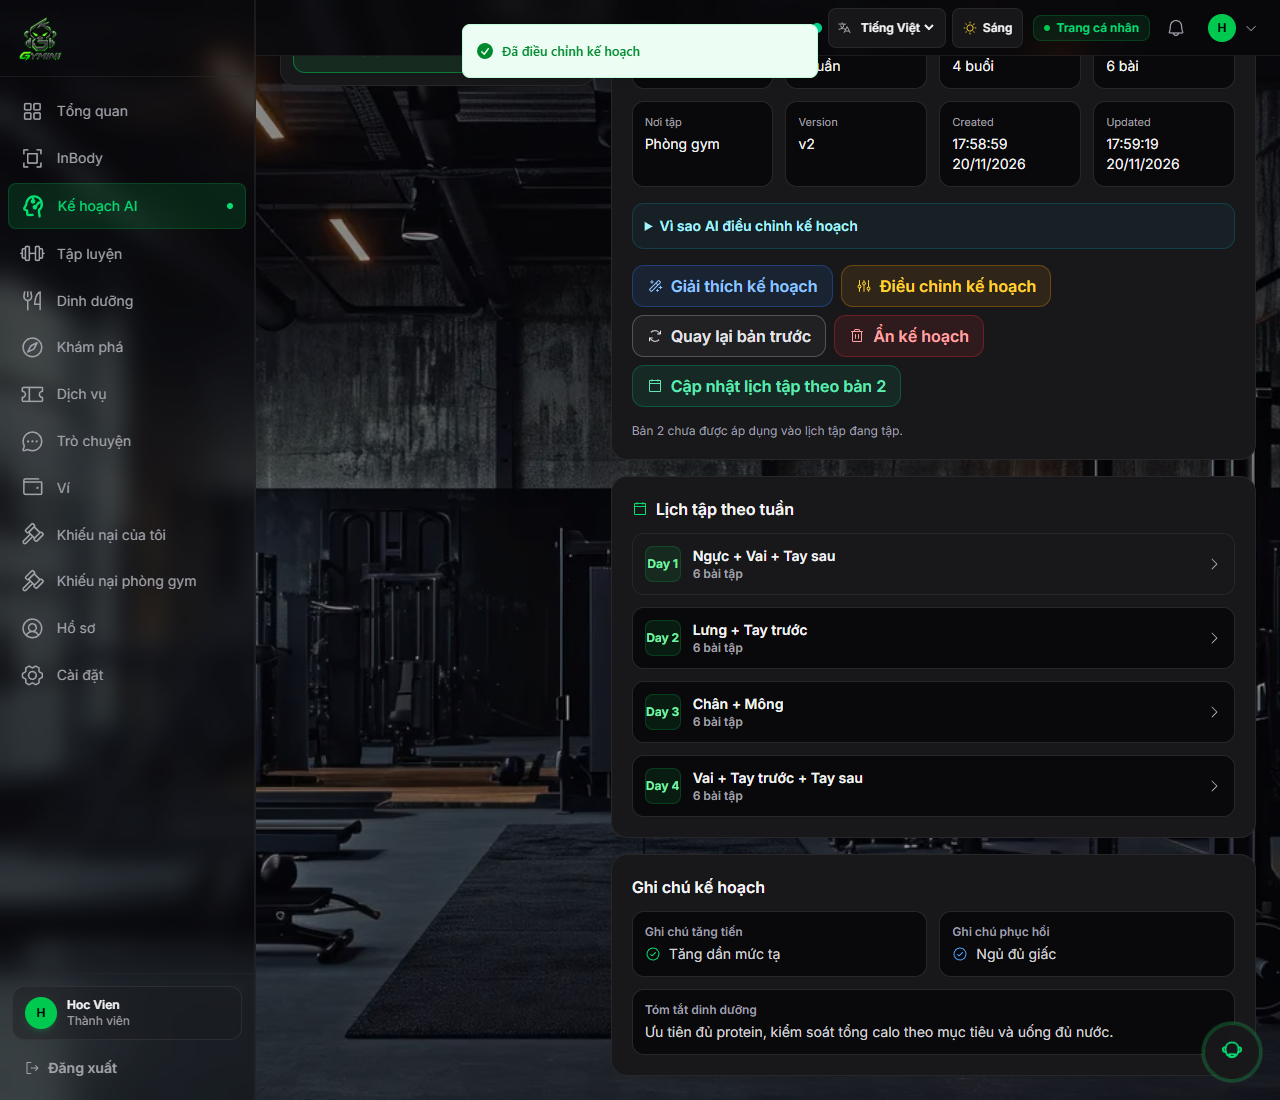 GYMINI
Tổng quan
InBody
Kế hoạch AI
Tập luyện
Dinh dưỡng
Khám phá
Dịch vụ
Trò chuyện
Ví
Khiếu nại của tôi
Khiếu nại phòng gym
Hồ sơ
Cài đặt
H
Hoc Vien
Thành viên
Đăng xuất
Đã điều chỉnh kế hoạch
Tiếng Việt
Sáng
Trang cá nhân
H
uần
4 buổi
6 bài
Nơi tập
Phòng gym
Version
v2
Created
17:58:59
20/11/2026
Updated
17:59:19
20/11/2026
Vì sao AI điều chỉnh kế hoạch
Giải thích kế hoạch
Điều chỉnh kế hoạch
Quay lại bản trước
Ẩn kế hoạch
Cập nhật lịch tập theo bản 2
Bản 2 chưa được áp dụng vào lịch tập đang tập.
Lịch tập theo tuần
Day 1
Ngực + Vai + Tay sau
6 bài tập
Day 2
Lưng + Tay trước
6 bài tập
Day 3
Chân + Mông
6 bài tập
Day 4
Vai + Tay trước + Tay sau
6 bài tập
Ghi chú kế hoạch
Ghi chú tăng tiến
Tăng dần mức tạ
Ghi chú phục hồi
Ngủ đủ giấc
Tóm tắt dinh dưỡng
Ưu tiên đủ protein, kiểm soát tổng calo theo mục tiêu và uống đủ nước.